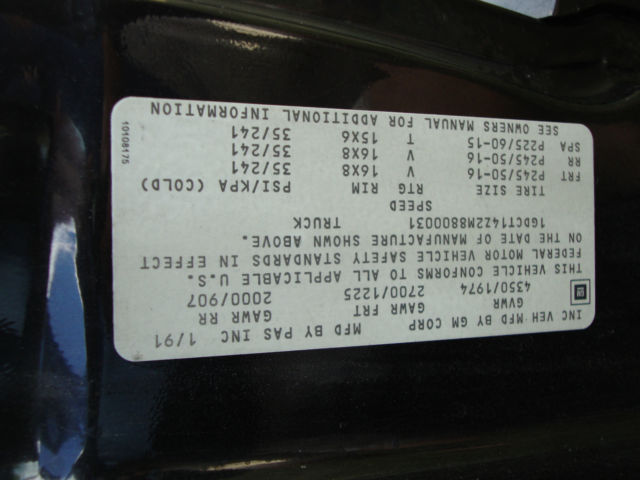 INC VEH MFD BY GM CORP MFD BY PAS INC 1/91
GVWR GAWR FRT GAWR RR
4350/1974 2700/1225 2000/907
GM
THIS VEHICLE CONFORMS TO ALL APPLICABLE U.S.
FEDERAL MOTOR VEHICLE SAFETY STANDARDS IN EFFECT
ON THE DATE OF MANUFACTURE SHOWN ABOVE.
1GDCT14Z2M8800031 TRUCK
SPEED
TIRE SIZE RTG RIM PSI/KPA (COLD)
FRT P245/50-16 V 16X8 35/241
RR P245/50-16 V 16X8 35/241
SPA P225/60-15 T 15X6 35/241
SEE OWNERS MANUAL FOR ADDITIONAL INFORMATION
10108175